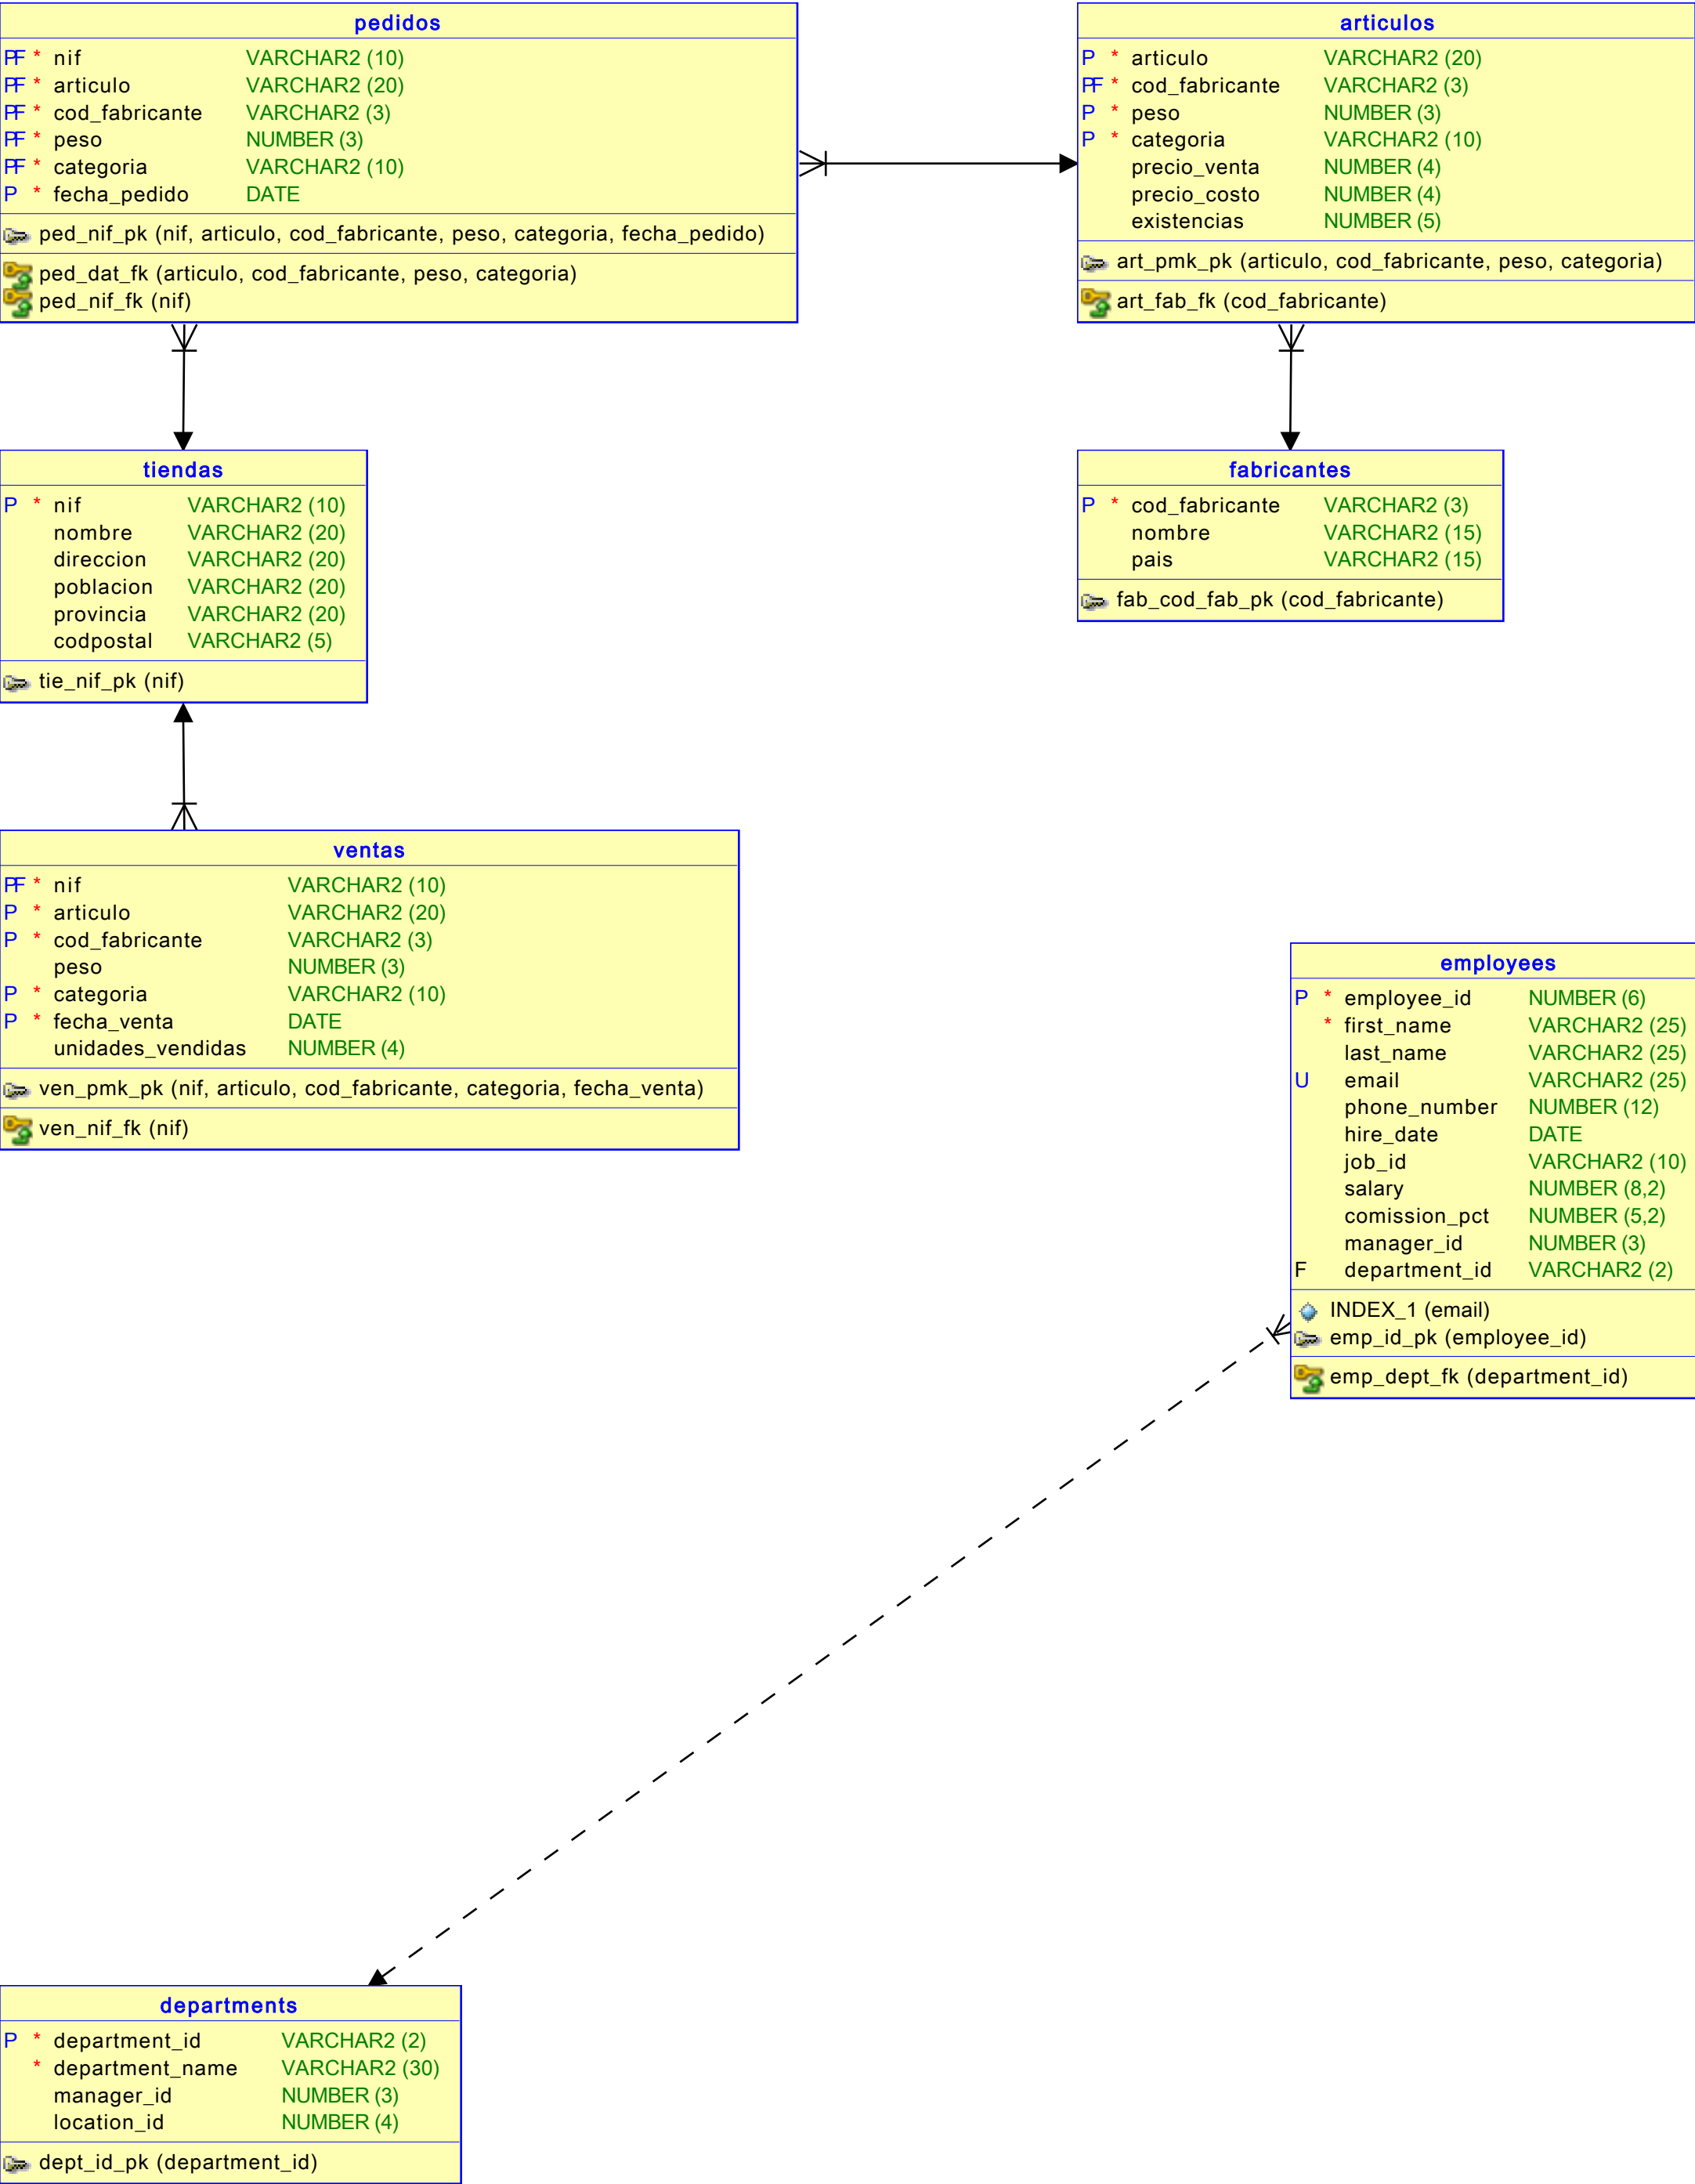 pedidos
PF * nif VARCHAR2 (10)
PF * articulo VARCHAR2 (20)
PF * cod_fabricante VARCHAR2 (3)
PF * peso NUMBER (3)
PF * categoria VARCHAR2 (10)
P * fecha_pedido DATE
ped_nif_pk (nif, articulo, cod_fabricante, peso, categoria, fecha_pedido)
ped_dat_fk (articulo, cod_fabricante, peso, categoria)
ped_nif_fk (nif)
articulos
P * articulo VARCHAR2 (20)
PF * cod_fabricante VARCHAR2 (3)
P * peso NUMBER (3)
P * categoria VARCHAR2 (10)
precio_venta NUMBER (4)
precio_costo NUMBER (4)
existencias NUMBER (5)
art_pmk_pk (articulo, cod_fabricante, peso, categoria)
art_fab_fk (cod_fabricante)
tiendas
P * nif VARCHAR2 (10)
nombre VARCHAR2 (20)
direccion VARCHAR2 (20)
poblacion VARCHAR2 (20)
provincia VARCHAR2 (20)
codpostal VARCHAR2 (5)
tie_nif_pk (nif)
fabricantes
P * cod_fabricante VARCHAR2 (3)
nombre VARCHAR2 (15)
pais VARCHAR2 (15)
fab_cod_fab_pk (cod_fabricante)
ventas
PF * nif VARCHAR2 (10)
P * articulo VARCHAR2 (20)
P * cod_fabricante VARCHAR2 (3)
peso NUMBER (3)
P * categoria VARCHAR2 (10)
P * fecha_venta DATE
unidades_vendidas NUMBER (4)
ven_pmk_pk (nif, articulo, cod_fabricante, categoria, fecha_venta)
ven_nif_fk (nif)
employees
P * employee_id NUMBER (6)
* first_name VARCHAR2 (25)
last_name VARCHAR2 (25)
U email VARCHAR2 (25)
phone_number NUMBER (12)
hire_date DATE
job_id VARCHAR2 (10)
salary NUMBER (8,2)
comission_pct NUMBER (5,2)
manager_id NUMBER (3)
F department_id VARCHAR2 (2)
INDEX_1 (email)
emp_id_pk (employee_id)
emp_dept_fk (department_id)
departments
P * department_id VARCHAR2 (2)
* department_name VARCHAR2 (30)
manager_id NUMBER (3)
location_id NUMBER (4)
dept_id_pk (department_id)